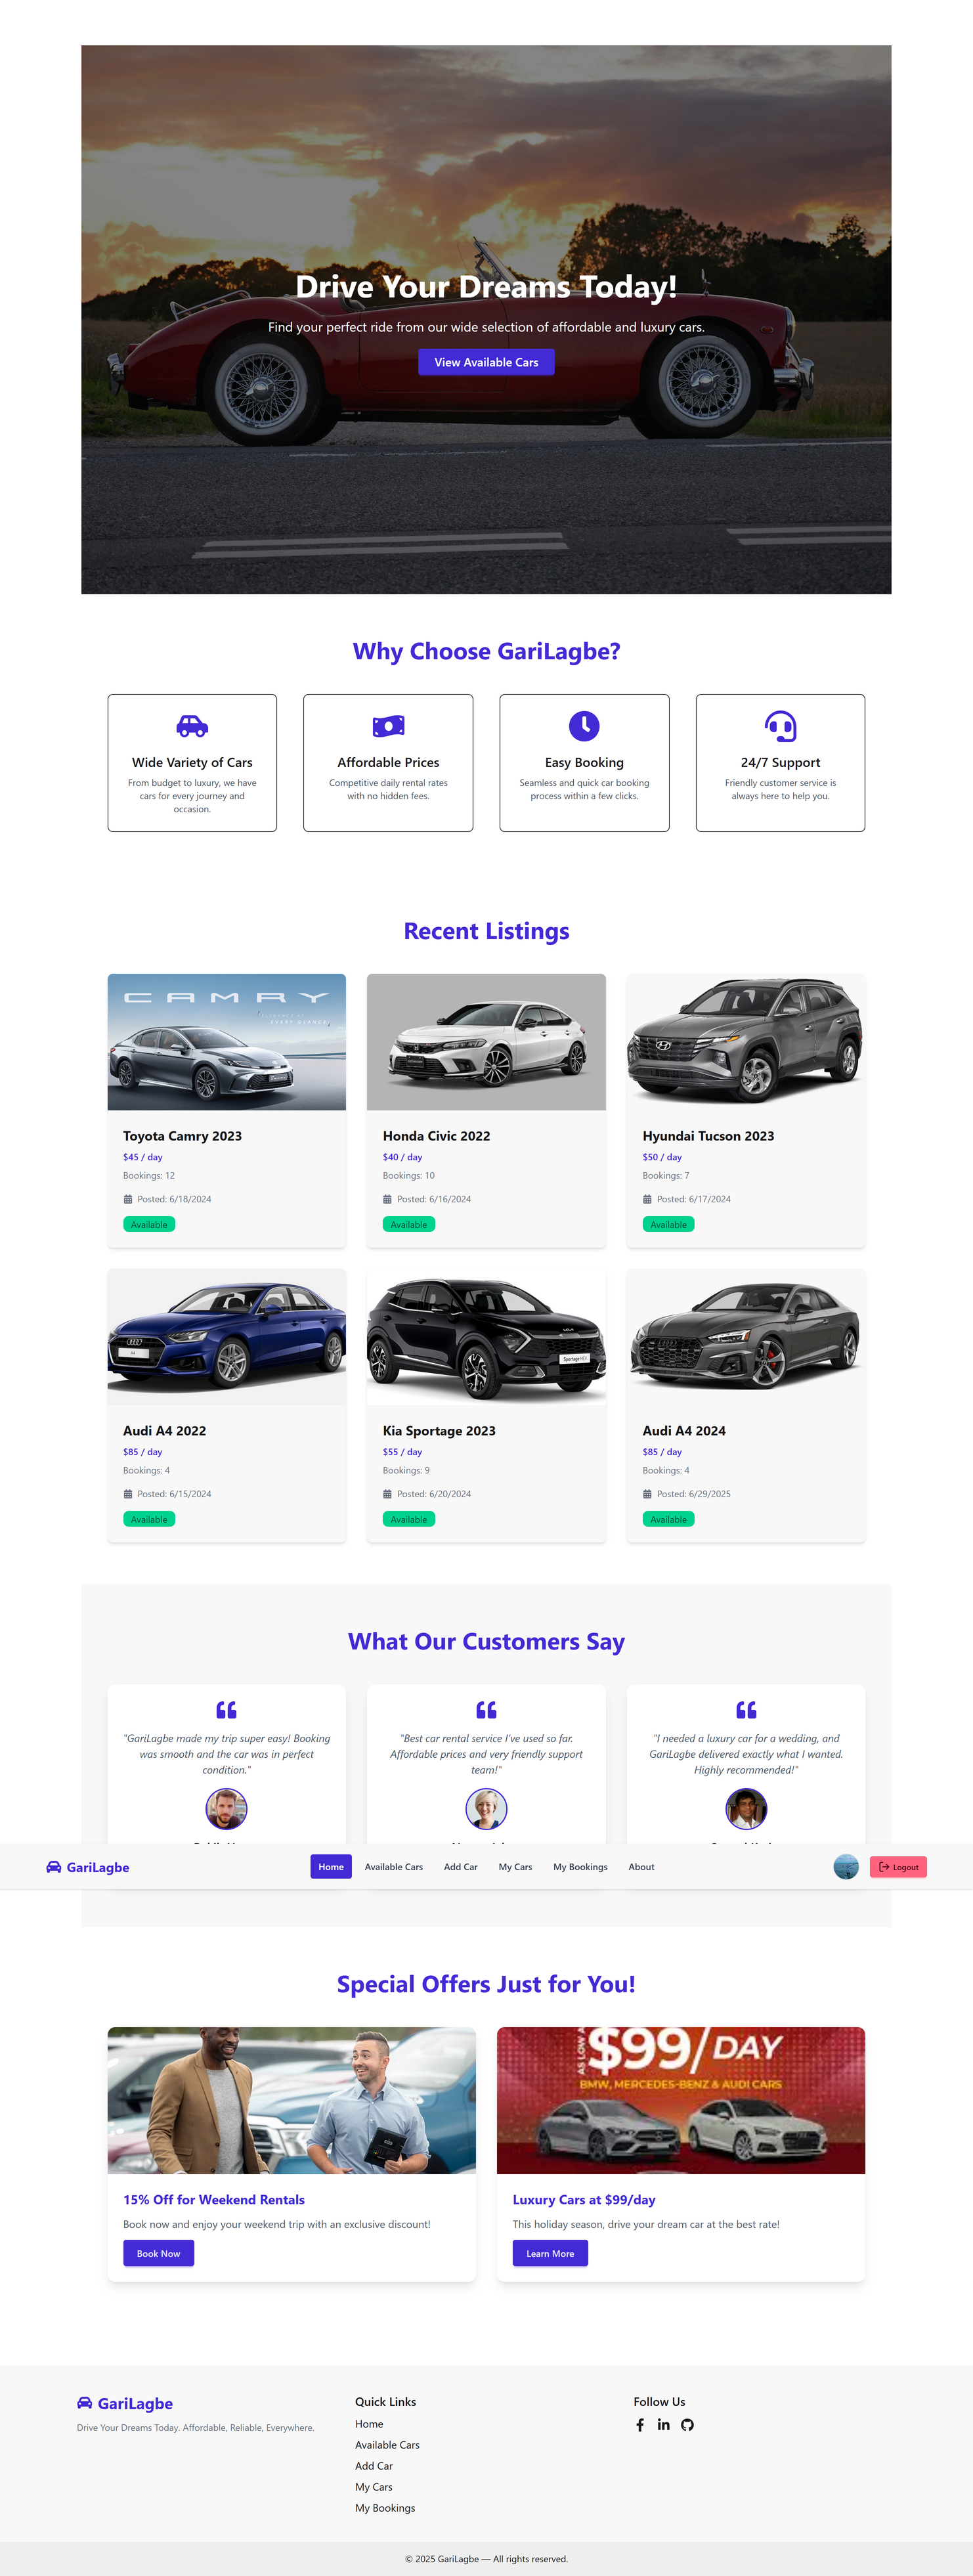 Drive Your Dreams Today!
Find your perfect ride from our wide selection of affordable and luxury cars.
View Available Cars
Why Choose GariLagbe?
Wide Variety of Cars
From budget to luxury, we have
cars for every journey and
occasion.
Affordable Prices
Competitive daily rental rates
with no hidden fees.
Easy Booking
Seamless and quick car booking
process within a few clicks.
24/7 Support
Friendly customer service is
always here to help you.
Recent Listings
CAMRY
EVERY GLANCE
Toyota Camry 2023
$45 / day
Bookings: 12
Posted: 6/18/2024
Available
Honda Civic 2022
$40 / day
Bookings: 10
Posted: 6/16/2024
Available
Hyundai Tucson 2023
$50 / day
Bookings: 7
Posted: 6/17/2024
Available
Audi A4 2022
$85 / day
Bookings: 4
Posted: 6/15/2024
Available
Sportage
Kia Sportage 2023
$55 / day
Bookings: 9
Posted: 6/20/2024
Available
Audi A4 2024
$85 / day
Bookings: 4
Posted: 6/29/2025
Available
What Our Customers Say
"GariLagbe made my trip super easy! Booking
was smooth and the car was in perfect
condition."
"Best car rental service I've used so far.
Affordable prices and very friendly support
team!"
"I needed a luxury car for a wedding, and
GariLagbe delivered exactly what I wanted.
Highly recommended!"
GariLagbe
Home
Available Cars
Add Car
My Cars
My Bookings
About
Logout
Special Offers Just for You!
15% Off for Weekend Rentals
Book now and enjoy your weekend trip with an exclusive discount!
Book Now
AS LOW
$99/DAY
BMW, MERCEDES-BENZ & AUDI CARS
Luxury Cars at $99/day
This holiday season, drive your dream car at the best rate!
Learn More
GariLagbe
Drive Your Dreams Today. Affordable, Reliable, Everywhere.
Quick Links
Home
Available Cars
Add Car
My Cars
My Bookings
Follow Us
© 2025 GariLagbe — All rights reserved.